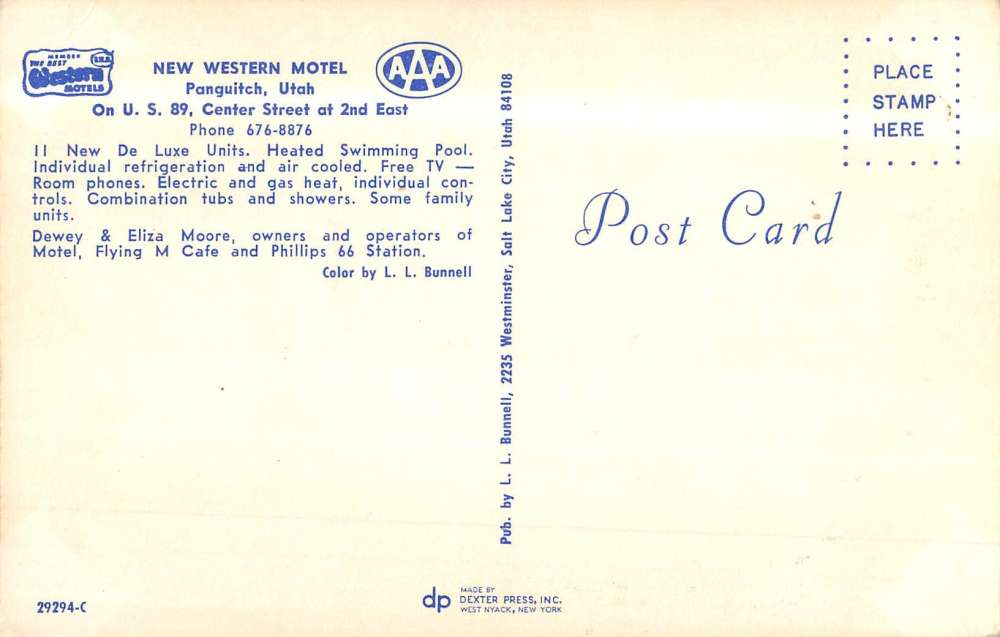 MEMBER
THE BEST
Western
MOTELS
AAA
NEW WESTERN MOTEL
Panguitch, Utah
On U. S. 89, Center Street at 2nd East
Phone 676-8876
11 New De Luxe Units. Heated Swimming Pool.
Individual refrigeration and air cooled. Free TV —
Room phones. Electric and gas heat, individual con-
trols. Combination tubs and showers. Some family
units.
Dewey & Eliza Moore, owners and operators of
Motel, Flying M Cafe and Phillips 66 Station.
Color by L. L. Bunnell
Pub. by L. L. Bunnell, 2235 Westminster, Salt Lake City, Utah 84108
PLACE
STAMP
HERE
Post Card
29294-C
dp
MADE BY
DEXTER PRESS, INC.
WEST NYACK, NEW YORK